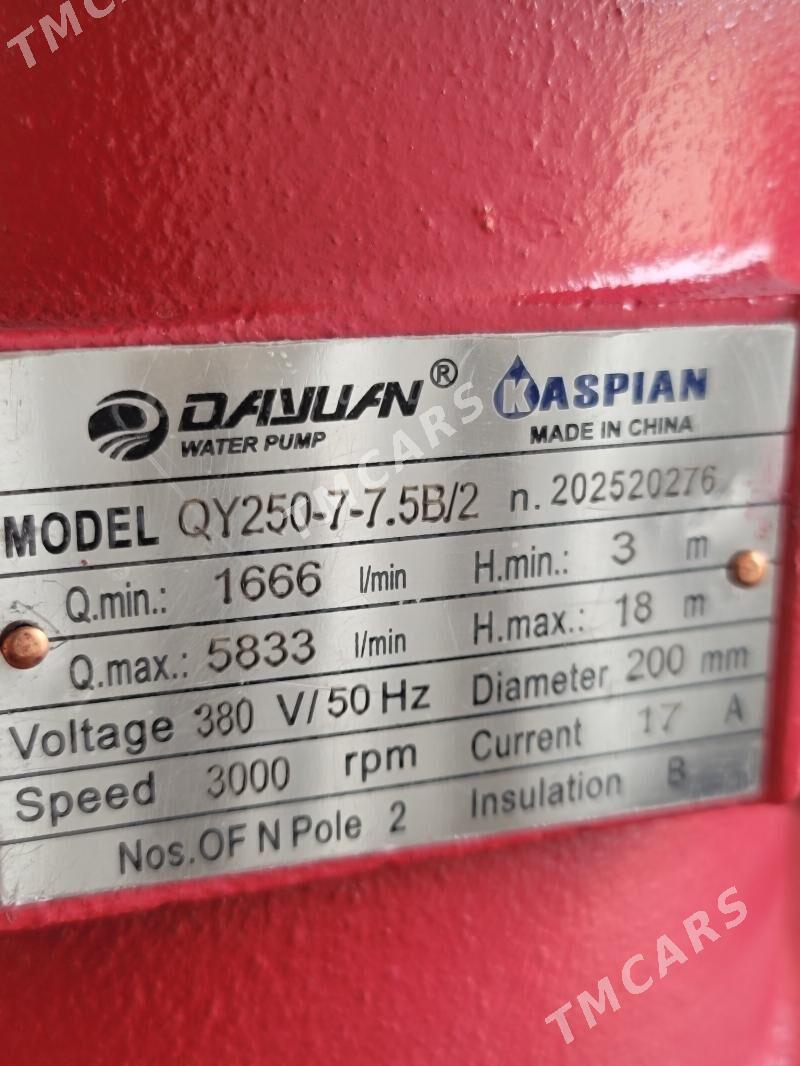 TMCARS
DAIYUAN® KASPIAN
WATER PUMP MADE IN CHINA
TMCARS
MODEL QY250-7-7.5B/2 n. 202520276
Q.min.: 1666 l/min H.min.: 3 m
Q.max.: 5833 l/min H.max.: 18 m
Voltage 380 V/50 Hz Diameter 200 mm
Speed 3000 rpm Current 17 A
Nos.OF N Pole 2 Insulation B
TMCARS